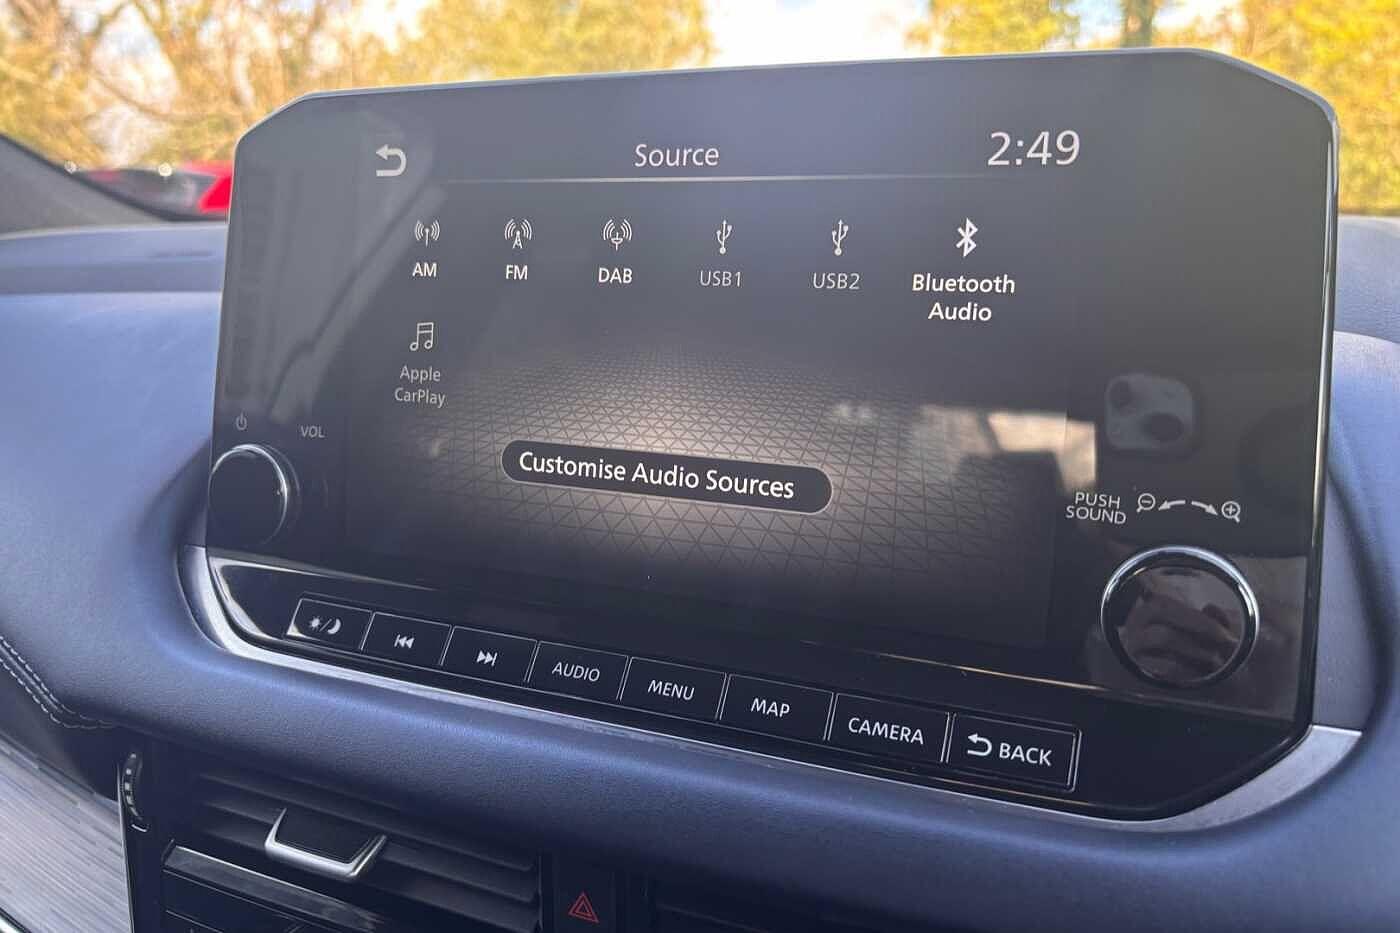 Source
2:49
AM
FM
DAB
USB1
USB2
Bluetooth
Audio
Apple
CarPlay
VOL
Customise Audio Sources
PUSH
SOUND
AUDIO
MENU
MAP
CAMERA
BACK